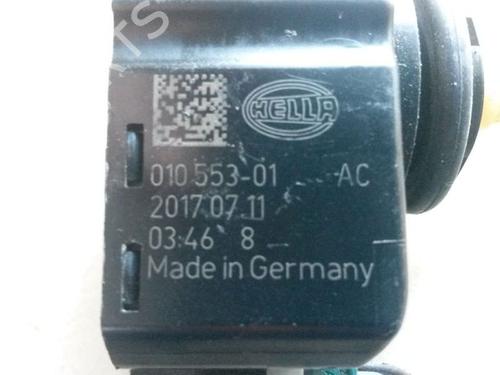 HELLA
010 553-01 AC
2017 07 11
03:46 8
Made in Germany